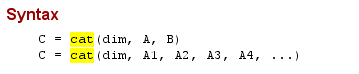 Syntax
C = cat(dim, A, B)
C = cat(dim, A1, A2, A3, A4, ...)